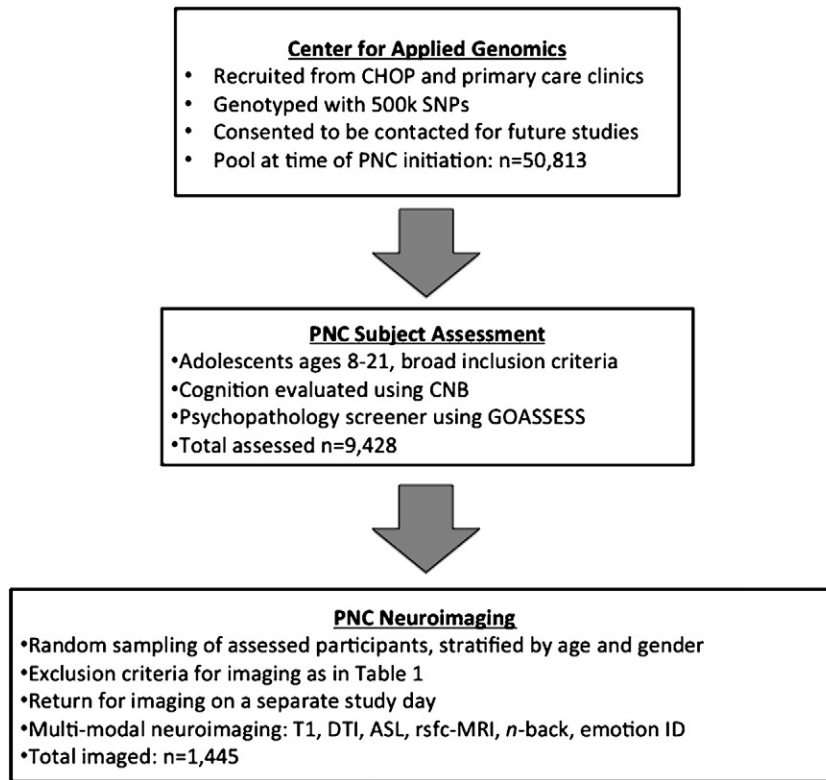 Center for Applied Genomics
• Recruited from CHOP and primary care clinics
• Genotyped with 500k SNPs
• Consented to be contacted for future studies
• Pool at time of PNC initiation: n=50,813
PNC Subject Assessment
•Adolescents ages 8-21, broad inclusion criteria
•Cognition evaluated using CNB
•Psychopathology screener using GOASSESS
•Total assessed n=9,428
PNC Neuroimaging
•Random sampling of assessed participants, stratified by age and gender
•Exclusion criteria for imaging as in Table 1
•Return for imaging on a separate study day
•Multi-modal neuroimaging: T1, DTI, ASL, rsfc-MRI, n-back, emotion ID
•Total imaged: n=1,445